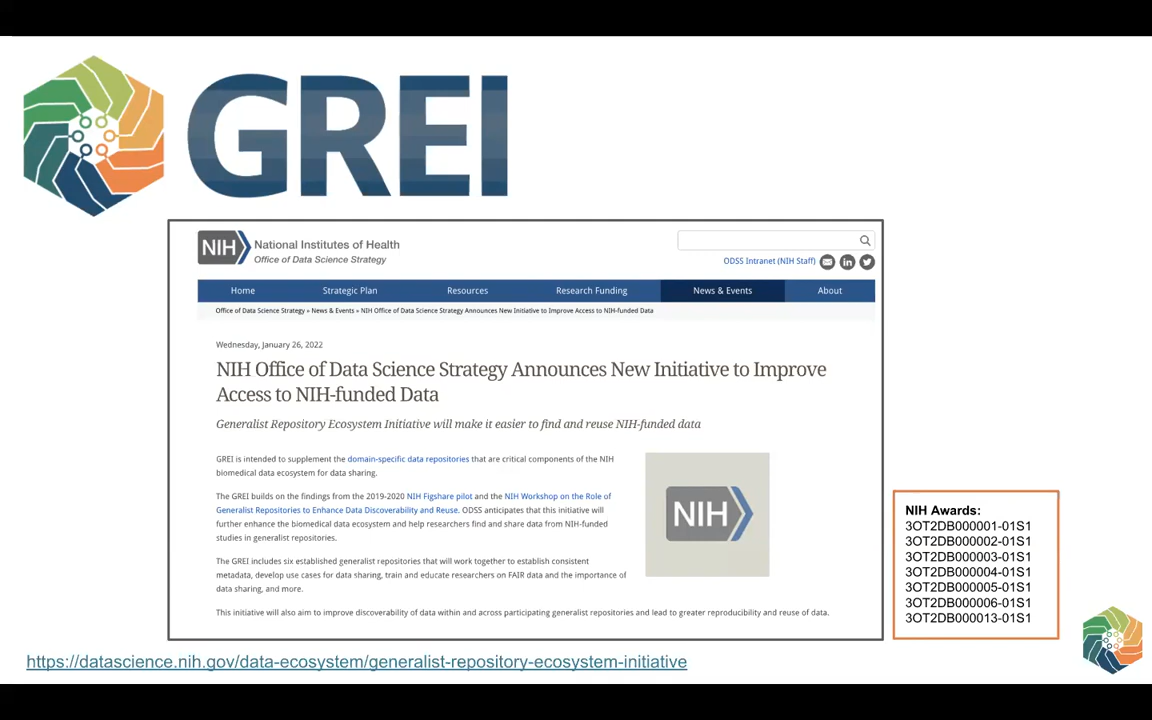 GREI
NIH National Institutes of Health
Office of Data Science Strategy
ODSS Intranet (NIH Staff)
Home Strategic Plan Resources Research Funding News & Events About
Office of Data Science Strategy » News & Events » NIH Office of Data Science Strategy Announces New Initiative to Improve Access to NIH-funded Data
Wednesday, January 26, 2022
NIH Office of Data Science Strategy Announces New Initiative to Improve
Access to NIH-funded Data
Generalist Repository Ecosystem Initiative will make it easier to find and reuse NIH-funded data
GREI is intended to supplement the domain-specific data repositories that are critical components of the NIH
biomedical data ecosystem for data sharing.
The GREI builds on the findings from the 2019-2020 NIH Figshare pilot and the NIH Workshop on the Role of
Generalist Repositories to Enhance Data Discoverability and Reuse. ODSS anticipates that this initiative will
further enhance the biomedical data ecosystem and help researchers find and share data from NIH-funded
studies in generalist repositories.
The GREI includes six established generalist repositories that will work together to establish consistent
metadata, develop use cases for data sharing, train and educate researchers on FAIR data and the importance of
data sharing, and more.
This initiative will also aim to improve discoverability of data within and across participating generalist repositories and lead to greater reproducibility and reuse of data.
NIH
NIH Awards:
3OT2DB000001-01S1
3OT2DB000002-01S1
3OT2DB000003-01S1
3OT2DB000004-01S1
3OT2DB000005-01S1
3OT2DB000006-01S1
3OT2DB000013-01S1
https://datascience.nih.gov/data-ecosystem/generalist-repository-ecosystem-initiative